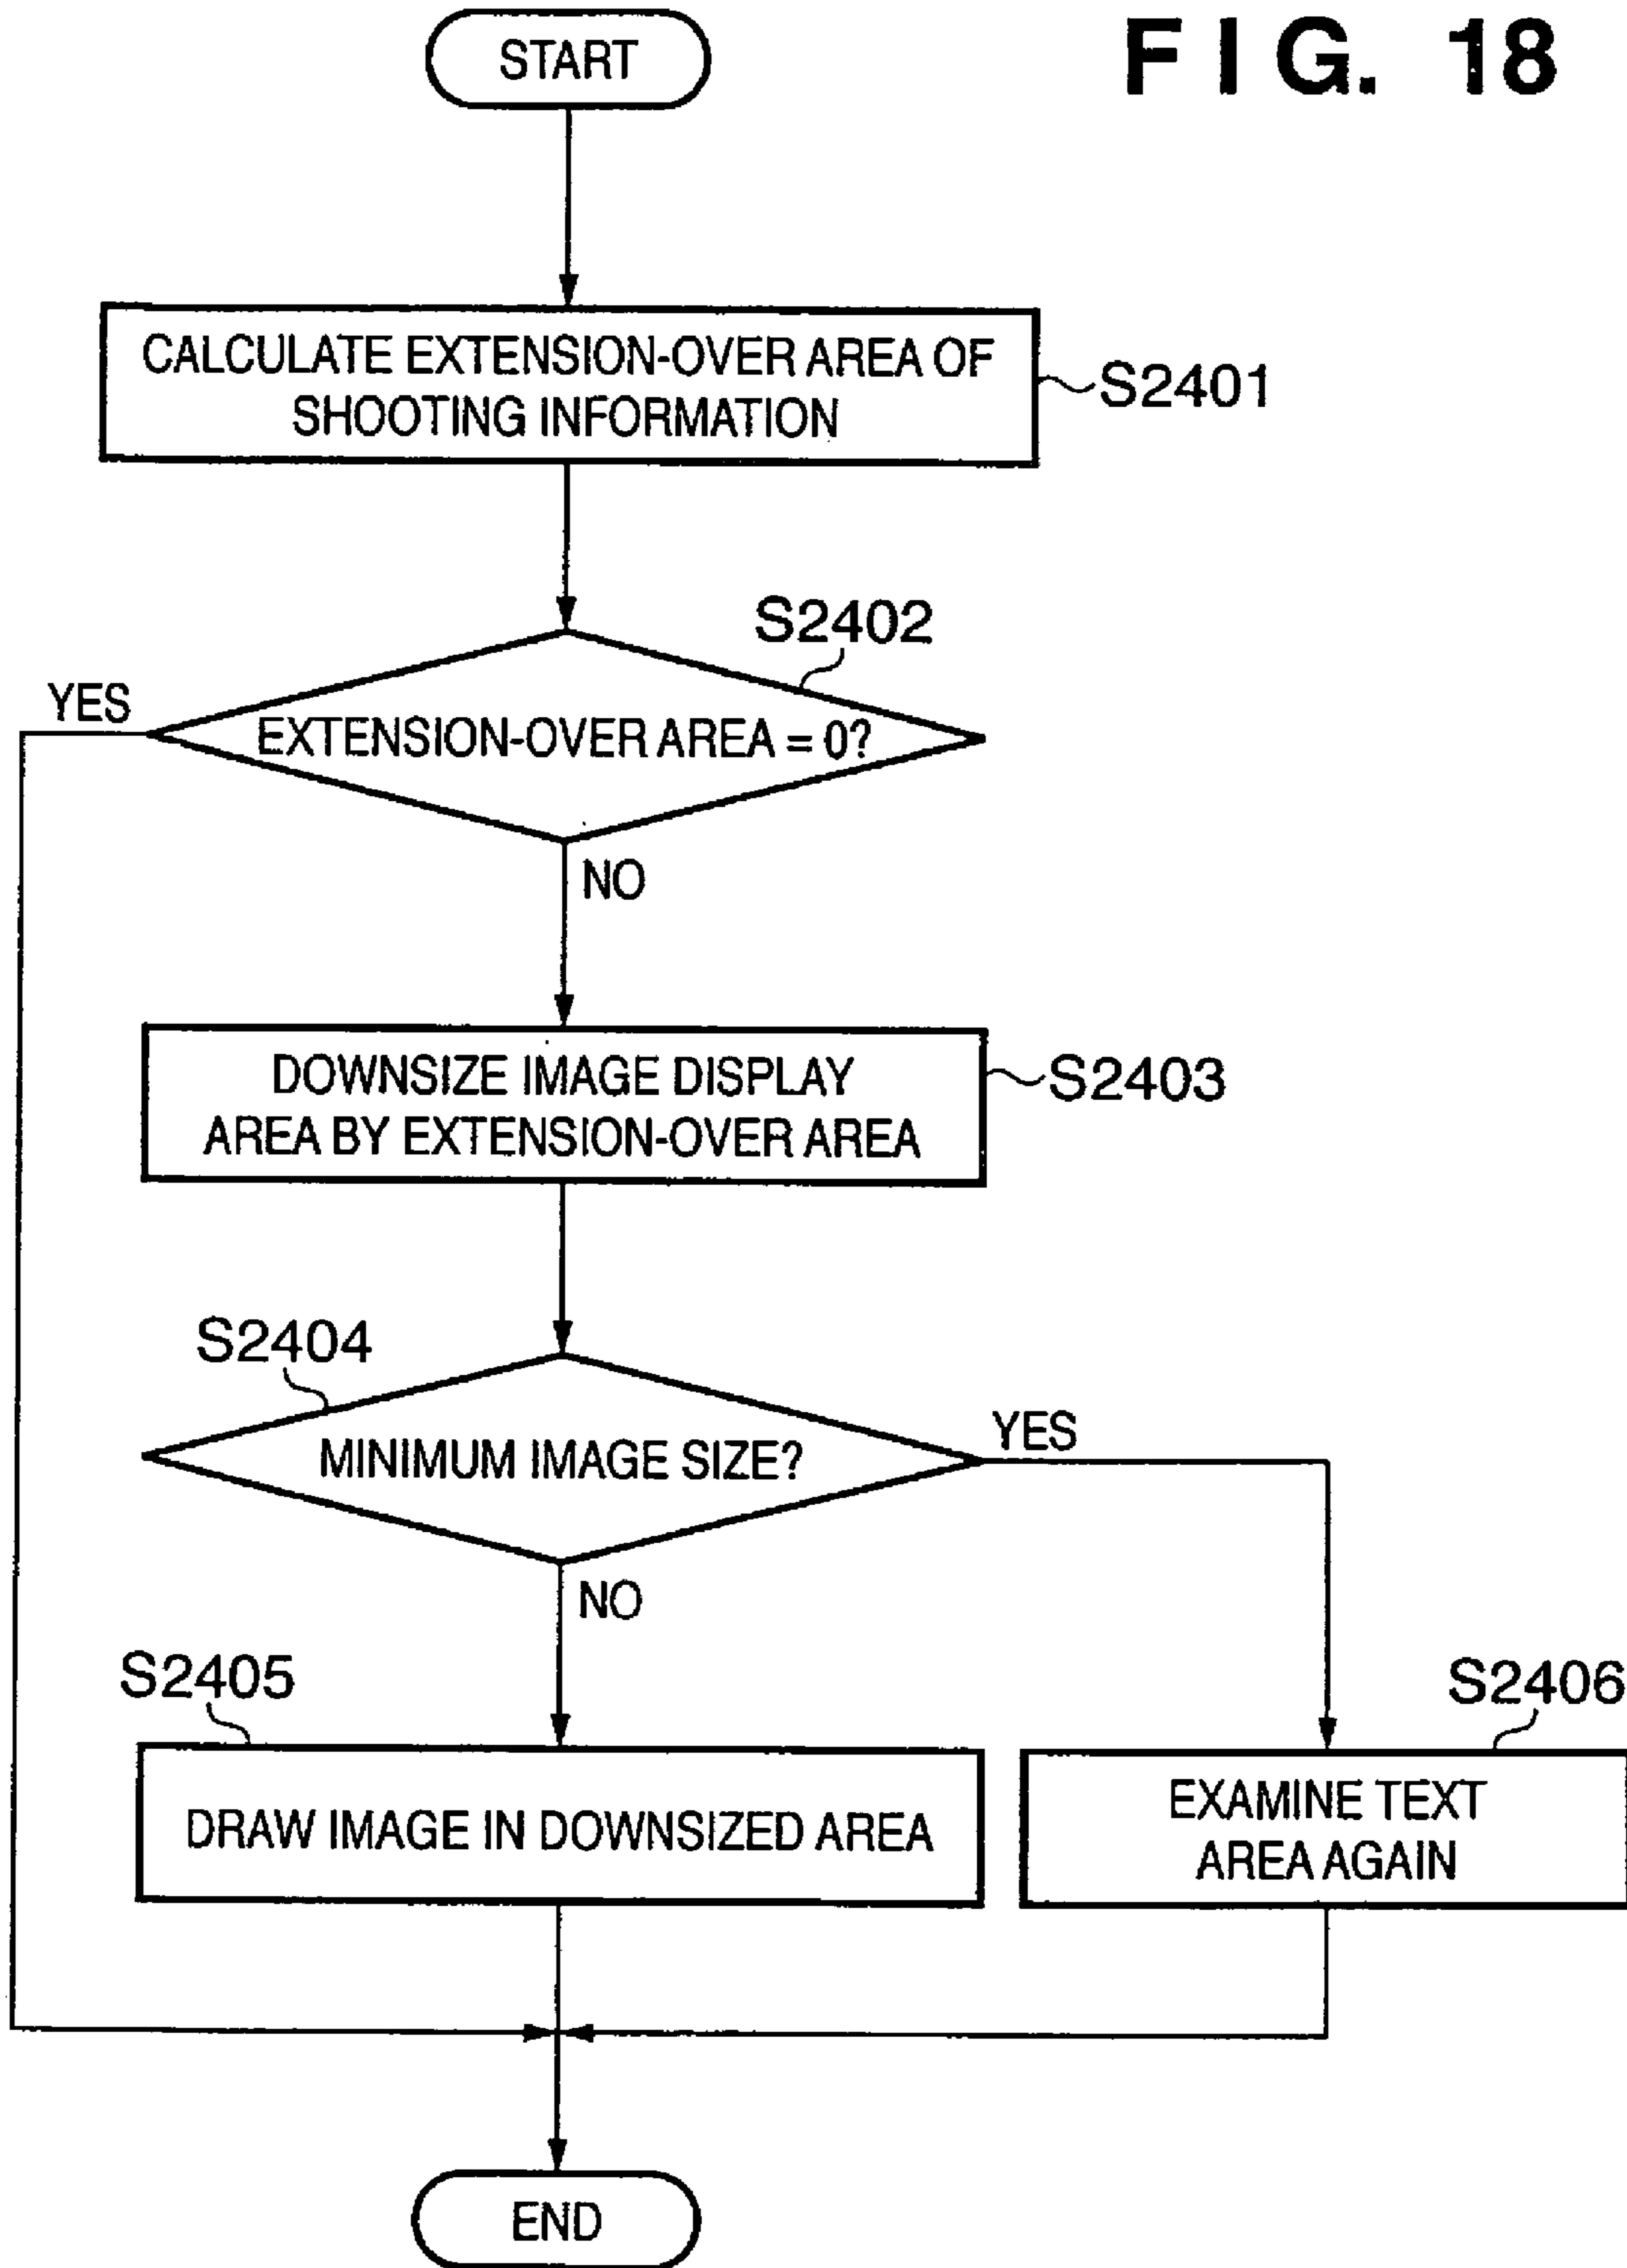 FIG. 18
START
CALCULATE EXTENSION-OVER AREA OF
SHOOTING INFORMATION
S2401
S2402
YES
EXTENSION-OVER AREA = 0?
NO
DOWNSIZE IMAGE DISPLAY
AREA BY EXTENSION-OVER AREA
S2403
S2404
MINIMUM IMAGE SIZE?
YES
NO
S2405
DRAW IMAGE IN DOWNSIZED AREA
S2406
EXAMINE TEXT
AREA AGAIN
END